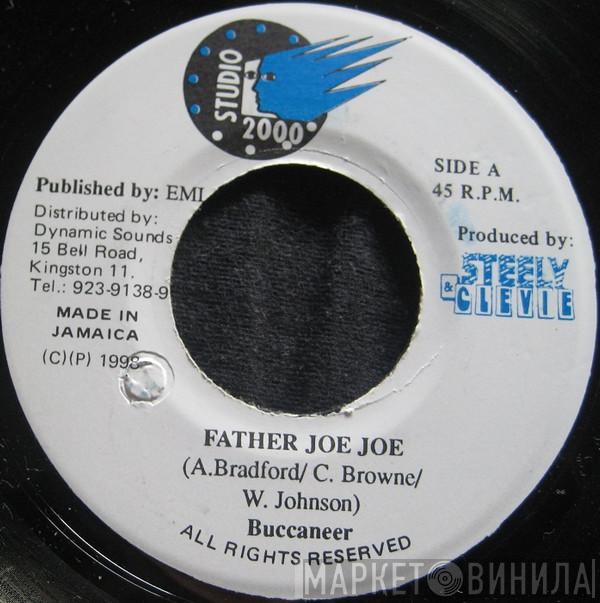 STUDIO
2000
SIDE A
45 R.P.M.
Published by: EMI
Distributed by:
Dynamic Sounds
15 Bell Road,
Kingston 11.
Tel.: 923-9138-9
Produced by:
STEELY
& CLEVIE
MADE IN
JAMAICA
(C)(P) 1998
FATHER JOE JOE
(A.Bradford/ C. Browne/
W. Johnson)
Buccaneer
ALL RIGHTS RESERVED
МАРКЕТ ВИНИЛА